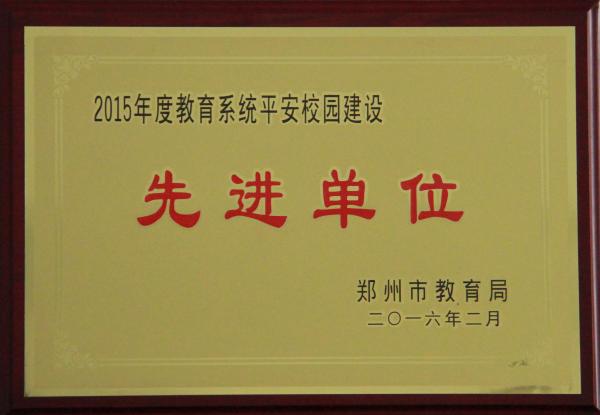 2015年度教育系统平安校园建设
先进单位
郑州市教育局
二〇一六年二月